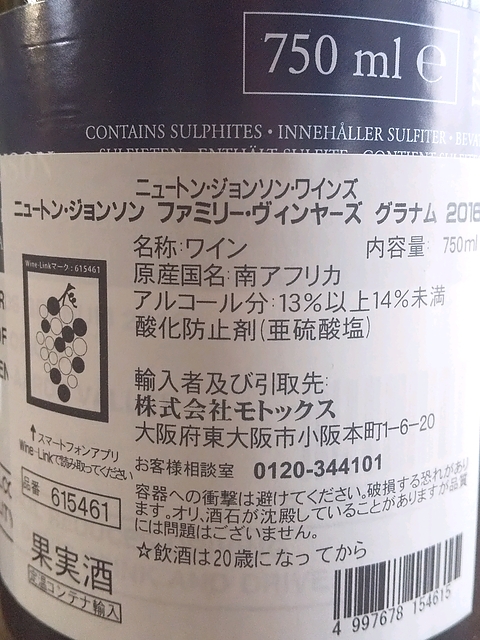 750 ml ℮
CONTAINS SULPHITES • INNEHÅLLER SULFITER •
ニュートン・ジョンソン・ワインズ
ニュートン・ジョンソン ファミリー・ヴィンヤーズ グラナム 2016
名称:ワイン 内容量: 750ml
原産国名:南アフリカ
アルコール分:13%以上14%未満
酸化防止剤(亜硫酸塩)
Wine-Linkマーク:615461
輸入者及び引取先:
株式会社モトックス
大阪府東大阪市小阪本町1-6-20
お客様相談室 0120-344101
↑スマートフォンアプリ
Wine-Linkで読み取ってください
品番 615461
容器への衝撃は避けてください。破損する恐れがあり
ます。オリ、酒石が沈殿していることがありますが品質
には問題はございません。
☆飲酒は20歳になってから
果実酒
定温コンテナ輸入
4 997678 154615